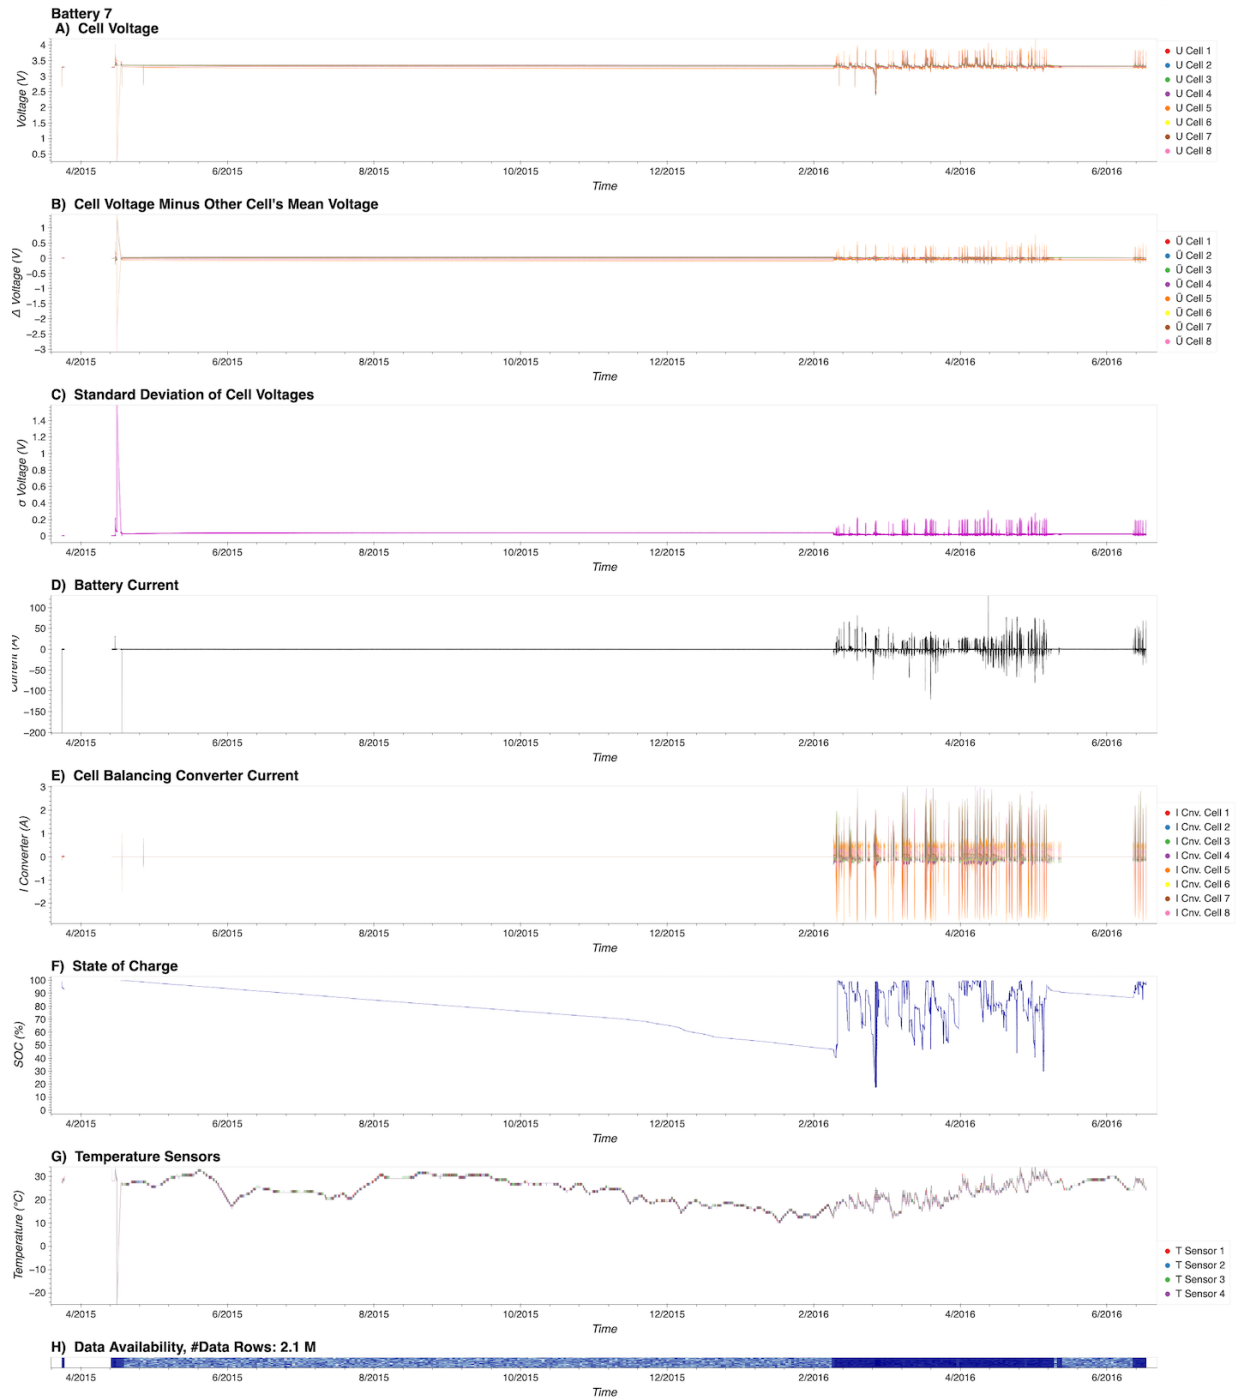 Battery 7
A) Cell Voltage
4
3.5
3
2.5
2
1.5
1
0.5
Voltage (V)
4/2015 6/2015 8/2015 10/2015 12/2015 2/2016 4/2016 6/2016
Time
U Cell 1
U Cell 2
U Cell 3
U Cell 4
U Cell 5
U Cell 6
U Cell 7
U Cell 8
B) Cell Voltage Minus Other Cell's Mean Voltage
1
0.5
0
−0.5
−1
−1.5
−2
−2.5
−3
Δ Voltage (V)
4/2015 6/2015 8/2015 10/2015 12/2015 2/2016 4/2016 6/2016
Time
Ū Cell 1
Ū Cell 2
Ū Cell 3
Ū Cell 4
Ū Cell 5
Ū Cell 6
Ū Cell 7
Ū Cell 8
C) Standard Deviation of Cell Voltages
1.4
1.2
1
0.8
0.6
0.4
0.2
0
σ Voltage (V)
4/2015 6/2015 8/2015 10/2015 12/2015 2/2016 4/2016 6/2016
Time
D) Battery Current
100
50
0
−50
−100
−150
−200
Current (A)
4/2015 6/2015 8/2015 10/2015 12/2015 2/2016 4/2016 6/2016
Time
E) Cell Balancing Converter Current
3
2
1
0
−1
−2
I Converter (A)
4/2015 6/2015 8/2015 10/2015 12/2015 2/2016 4/2016 6/2016
Time
I Cnv. Cell 1
I Cnv. Cell 2
I Cnv. Cell 3
I Cnv. Cell 4
I Cnv. Cell 5
I Cnv. Cell 6
I Cnv. Cell 7
I Cnv. Cell 8
F) State of Charge
100
90
80
70
60
50
40
30
20
10
0
SOC (%)
4/2015 6/2015 8/2015 10/2015 12/2015 2/2016 4/2016 6/2016
Time
G) Temperature Sensors
30
20
10
0
−10
−20
Temperature (°C)
4/2015 6/2015 8/2015 10/2015 12/2015 2/2016 4/2016 6/2016
Time
T Sensor 1
T Sensor 2
T Sensor 3
T Sensor 4
H) Data Availability, #Data Rows: 2.1 M
4/2015 6/2015 8/2015 10/2015 12/2015 2/2016 4/2016 6/2016
Time